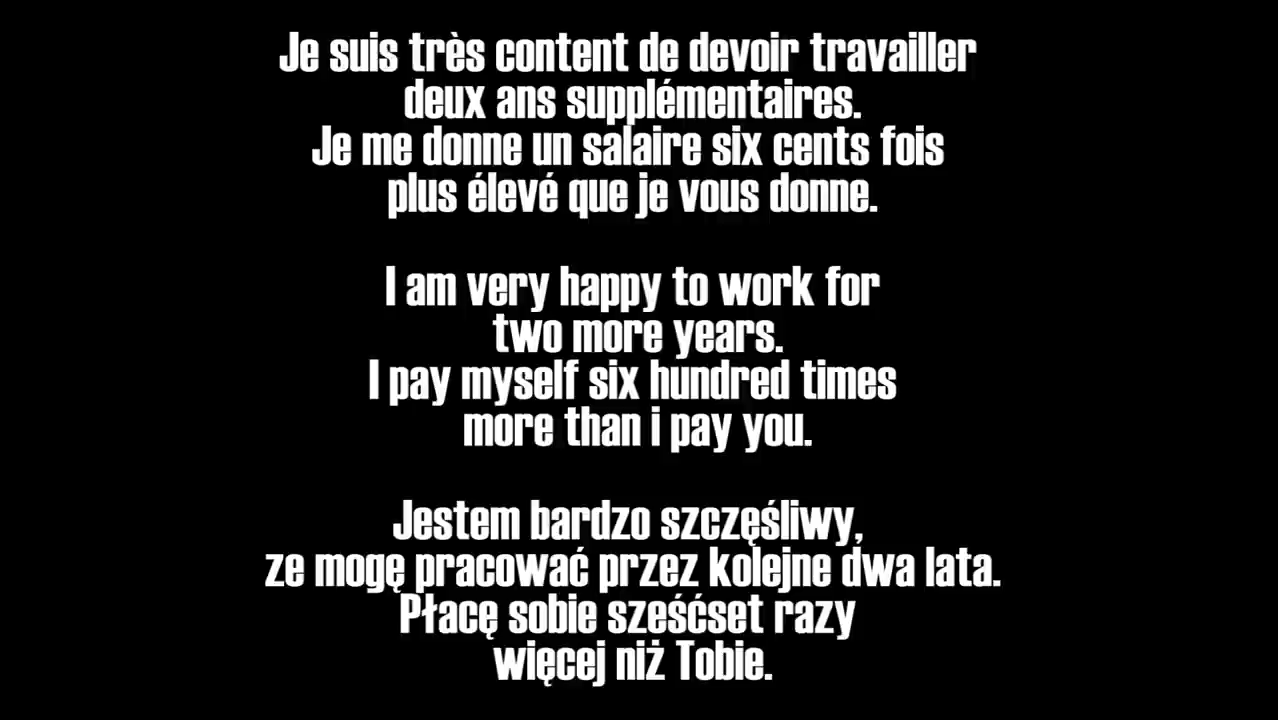 Je suis très content de devoir travailler
deux ans supplémentaires.
Je me donne un salaire six cents fois
plus élevé que je vous donne.
I am very happy to work for
two more years.
I pay myself six hundred times
more than i pay you.
Jestem bardzo szczęśliwy,
ze mogę pracować przez kolejne dwa lata.
Płacę sobie sześćset razy
więcej niż Tobie.